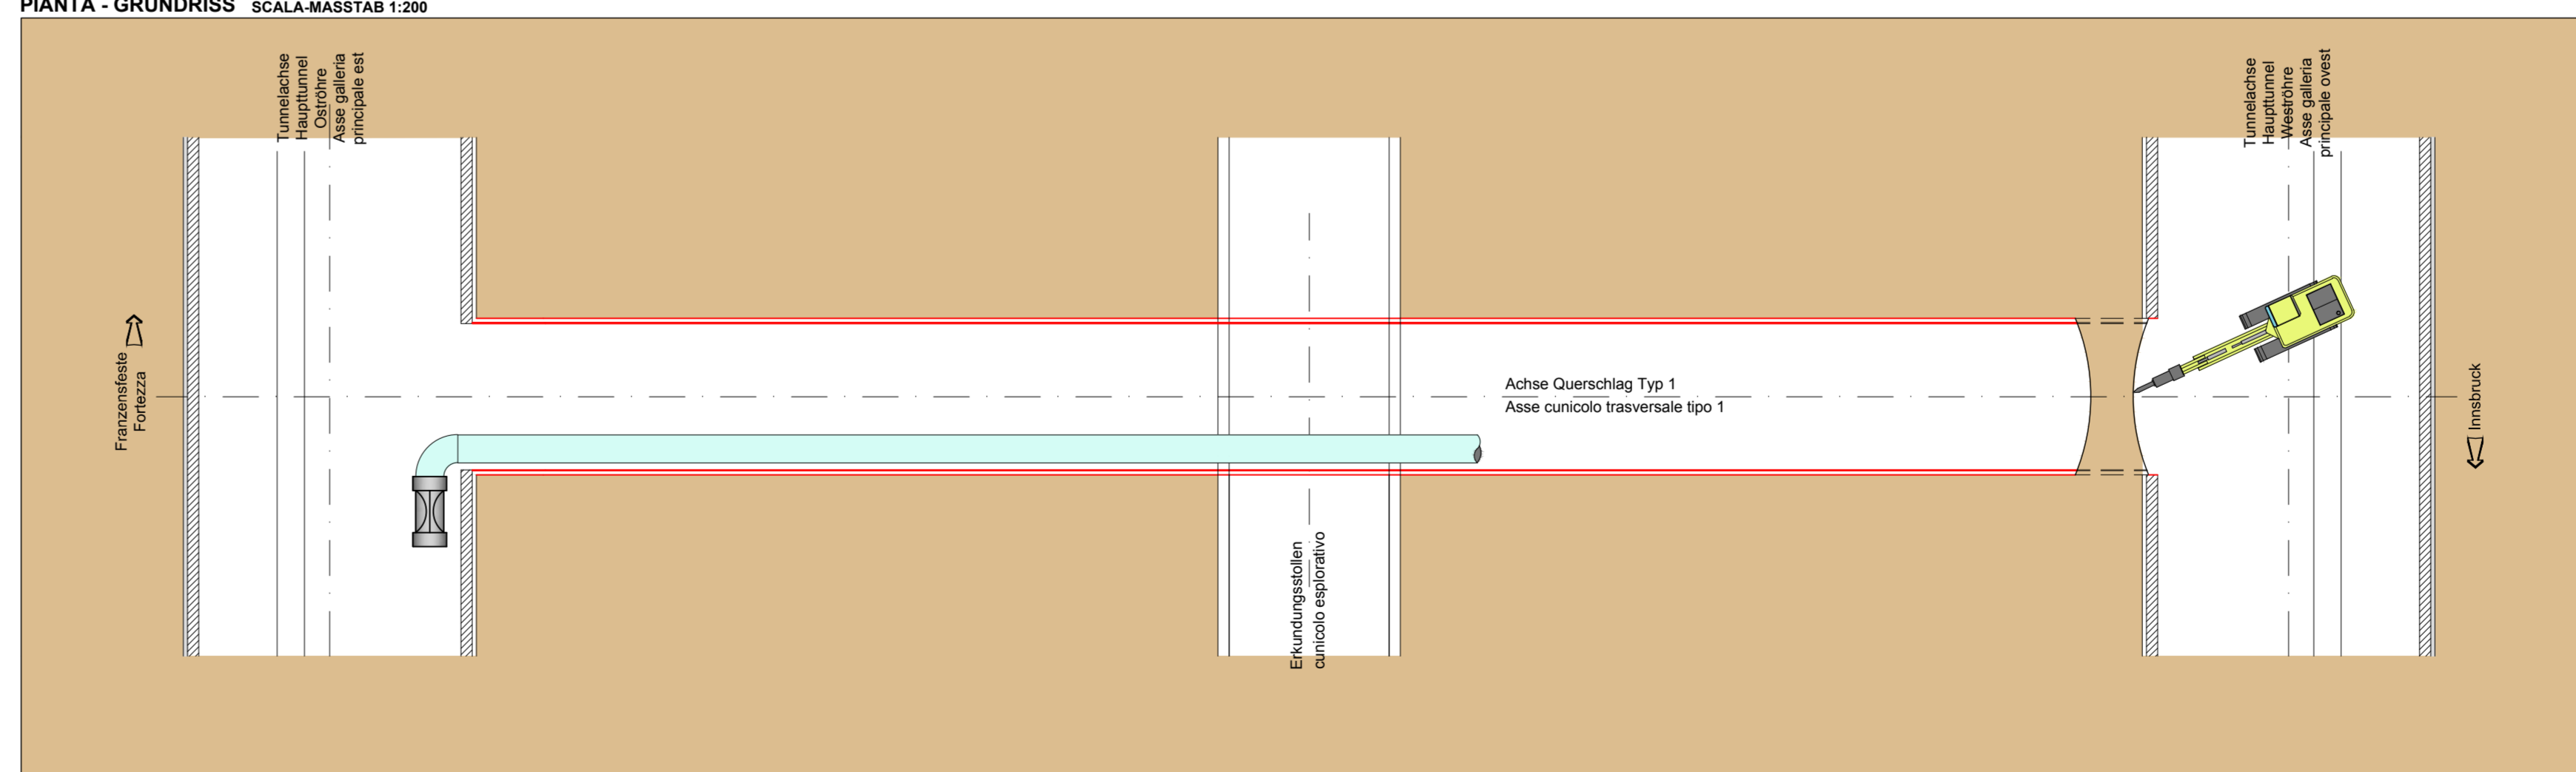 PIANTA - GRUNDRISS SCALA-MASSTAB 1:200
Tunnelachse
Haupttunnel
Oströhre
Asse galleria
principale est
Tunnelachse
Haupttunnel
Weströhre
Asse galleria
principale ovest
Franzensfeste
Fortezza
Achse Querschlag Typ 1
Asse cunicolo trasversale tipo 1
Innsbruck
Erkundungsstollen
cunicolo esplorativo